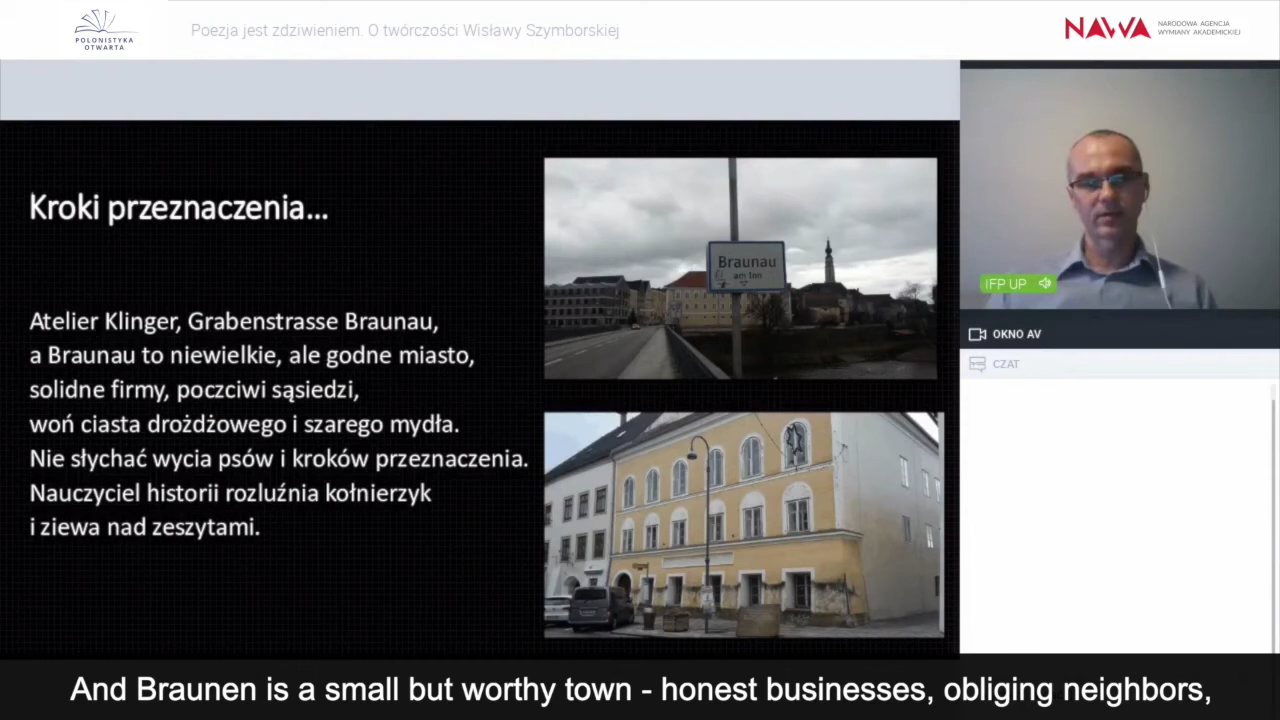 POLONISTYKA
OTWARTA
Poezja jest zdziwieniem. O twórczości Wisławy Szymborskiej
NAWA
NARODOWA AGENCJA
WYMIANY AKADEMICKIEJ
Kroki przeznaczenia...
Atelier Klinger, Grabenstrasse Braunau,
a Braunau to niewielkie, ale godne miasto,
solidne firmy, poczciwi sąsiedzi,
woń ciasta drożdżowego i szarego mydła.
Nie słychać wycia psów i kroków przeznaczenia.
Nauczyciel historii rozluźnia kołnierzyk
i ziewa nad zeszytami.
Braunau
am Inn
IFP UP
OKNO AV
CZAT
And Braunen is a small but worthy town - honest businesses, obliging neighbors,